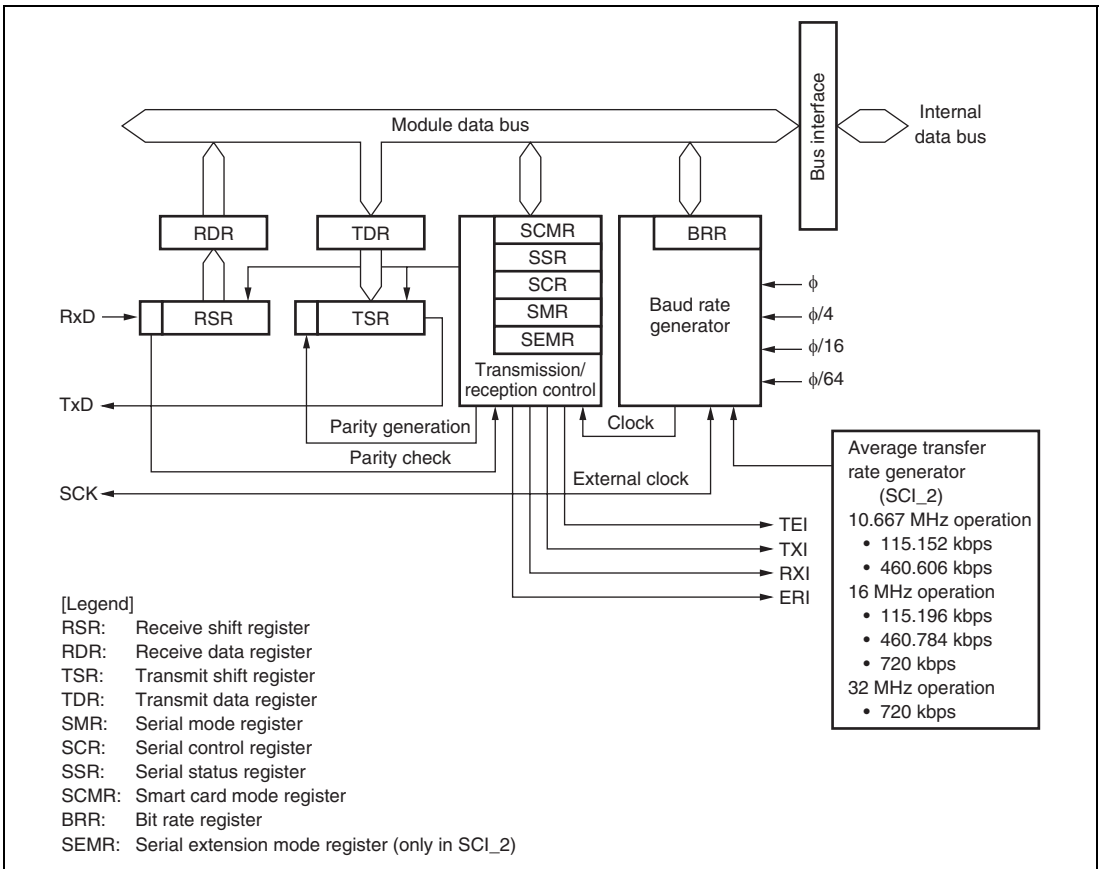 Module data bus
Bus interface
Internal
data bus
RDR
TDR
SCMR
SSR
SCR
SMR
SEMR
Transmission/
reception control
BRR
Baud rate
generator
φ
φ/4
φ/16
φ/64
RxD
RSR
TSR
TxD
Parity generation
Parity check
Clock
SCK
External clock
TEI
TXI
RXI
ERI
Average transfer
rate generator
(SCI_2)
10.667 MHz operation
• 115.152 kbps
• 460.606 kbps
16 MHz operation
• 115.196 kbps
• 460.784 kbps
• 720 kbps
32 MHz operation
• 720 kbps
[Legend]
RSR: Receive shift register
RDR: Receive data register
TSR: Transmit shift register
TDR: Transmit data register
SMR: Serial mode register
SCR: Serial control register
SSR: Serial status register
SCMR: Smart card mode register
BRR: Bit rate register
SEMR: Serial extension mode register (only in SCI_2)